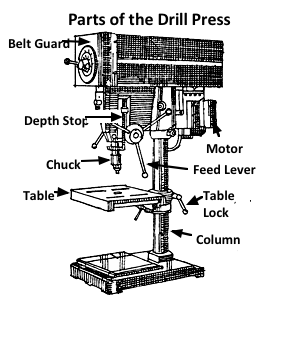 Parts of the Drill Press
Belt Guard
Depth Stop
Motor
Chuck
Feed Lever
Table
Table
Lock
Column